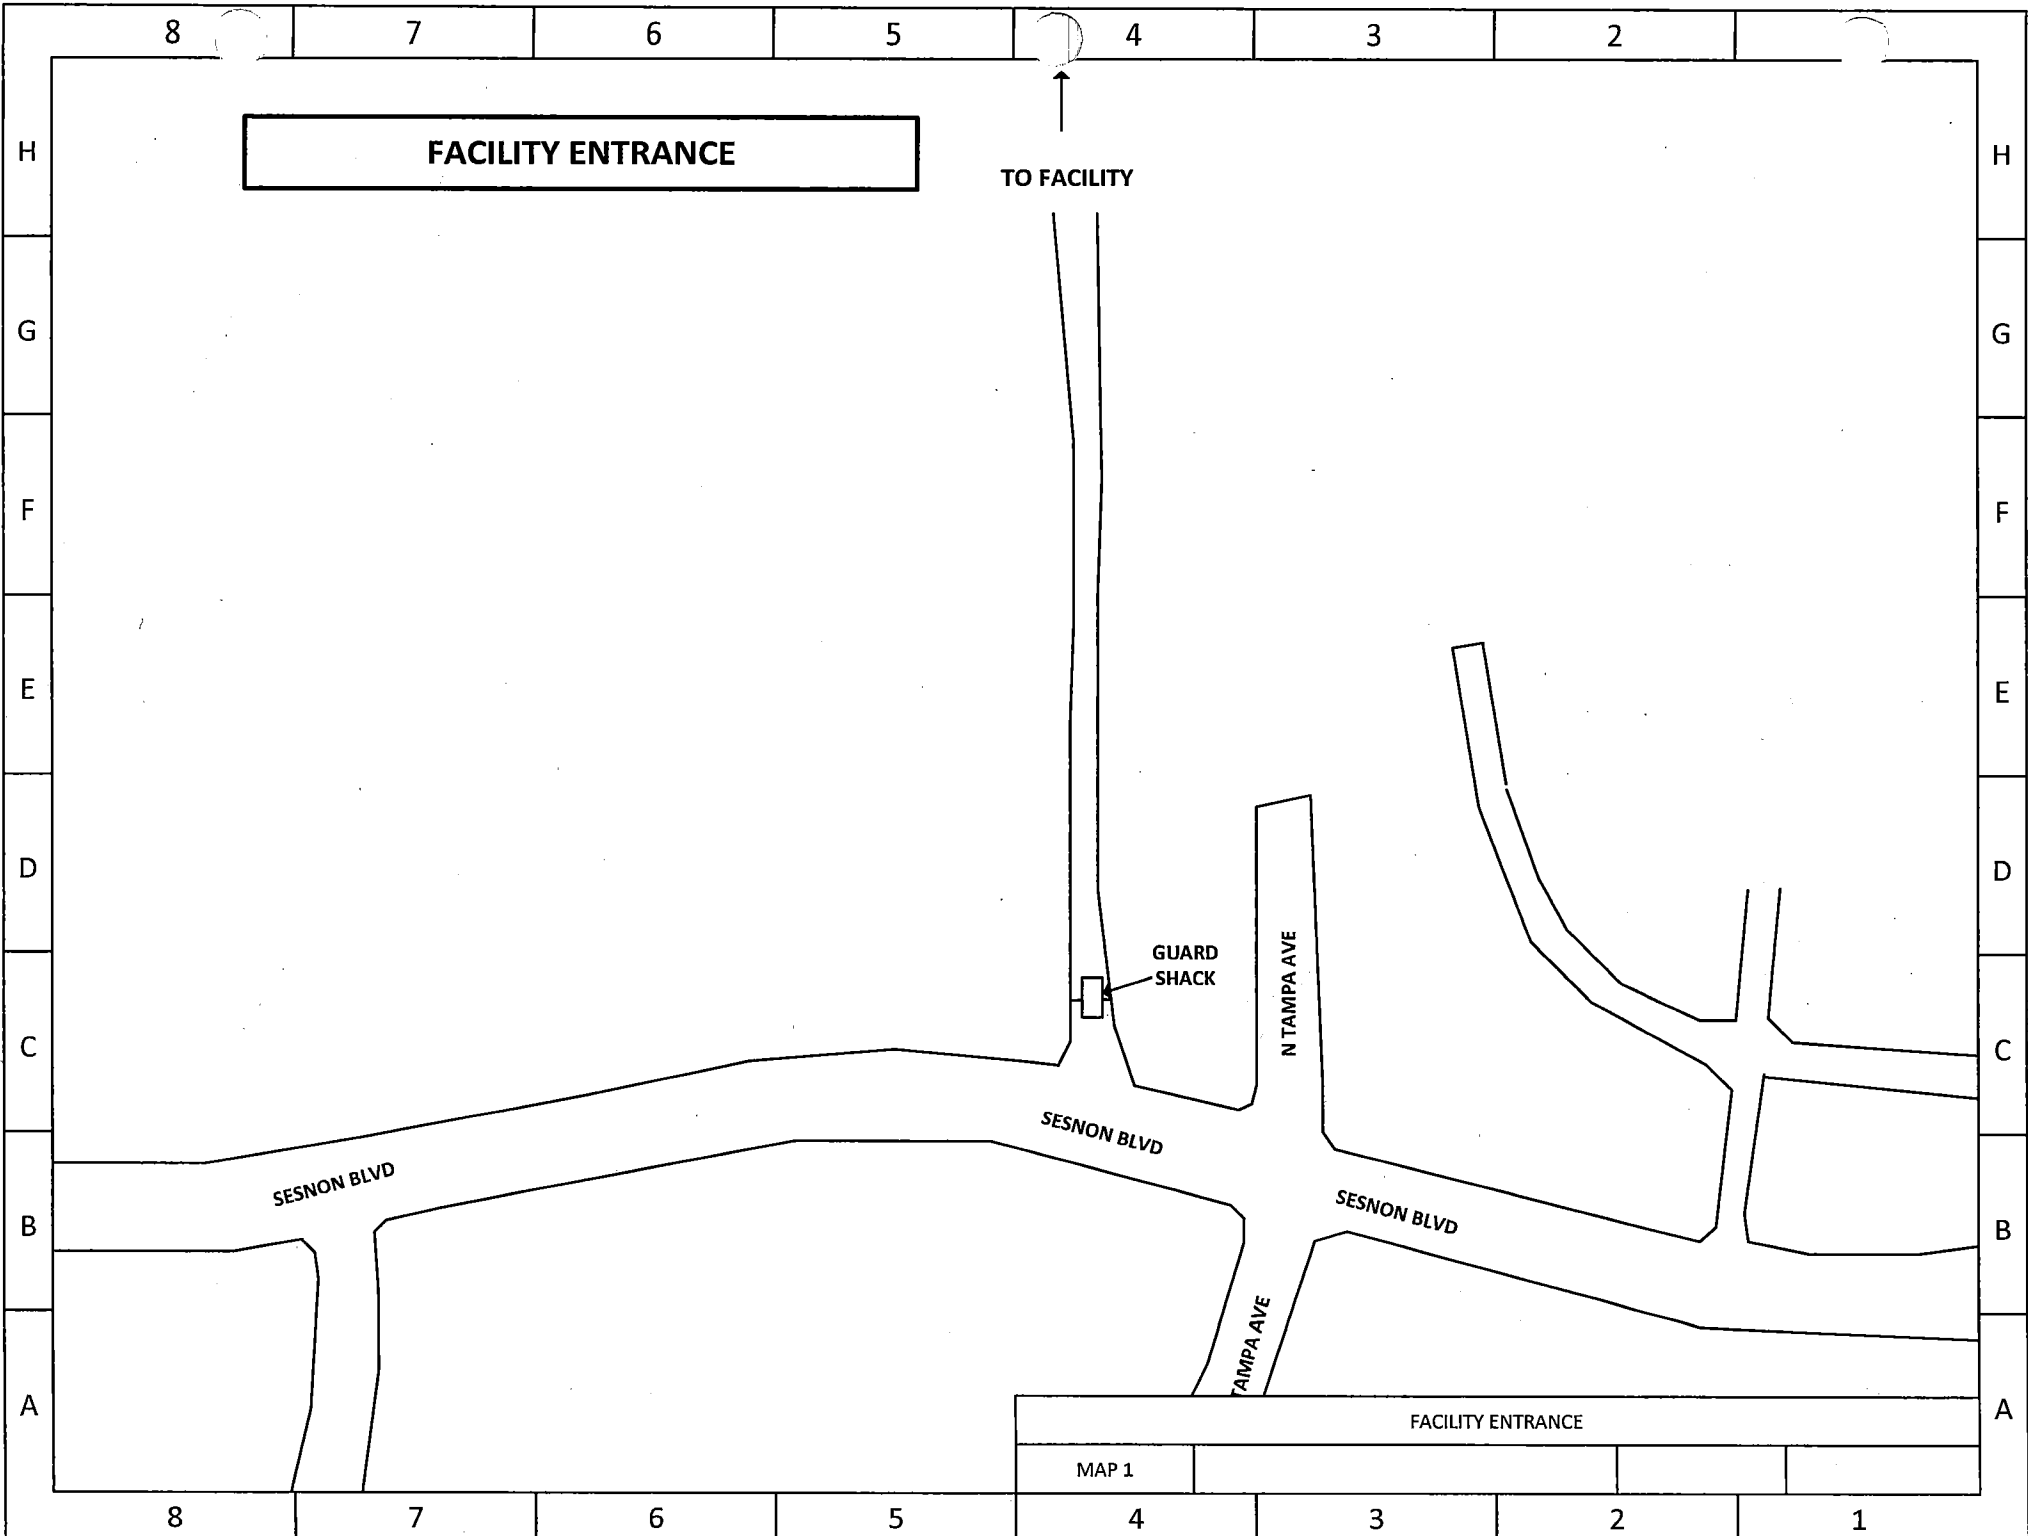 8 7 6 5 4 3 2
H FACILITY ENTRANCE TO FACILITY H
G G
F F
E E
D D
GUARD
SHACK
N TAMPA AVE
C C
SESNON BLVD
SESNON BLVD
SESNON BLVD
B B
TAMPA AVE
A A
FACILITY ENTRANCE
MAP 1
8 7 6 5 4 3 2 1